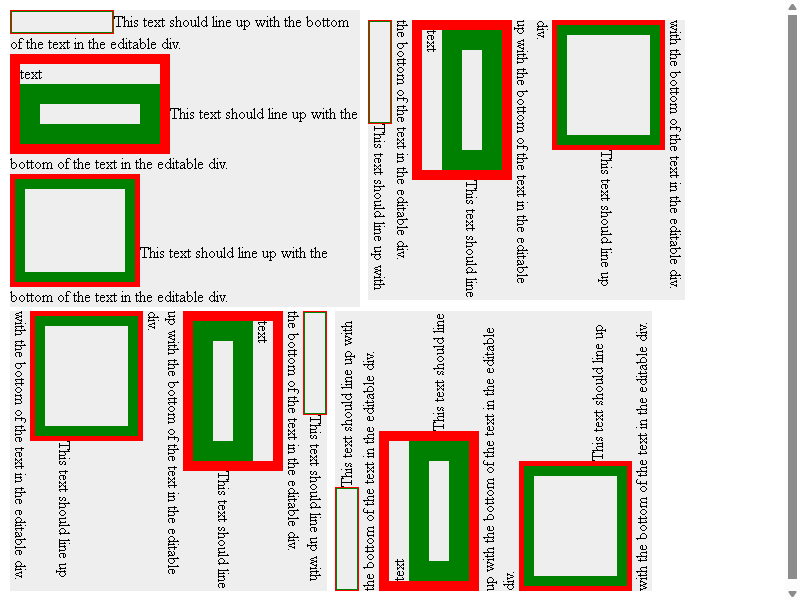 This text should line up with the bottom
of the text in the editable div.
text
This text should line up with the
bottom of the text in the editable div.
This text should line up with the
bottom of the text in the editable div.
This text should line up with
the bottom of the text in the editable div.
text
This text should line
up with the bottom of the text in the editable
div.
This text should line up
with the bottom of the text in the editable div.
This text should line up with
the bottom of the text in the editable div.
text
This text should line
up with the bottom of the text in the editable
div.
This text should line up
with the bottom of the text in the editable div.
This text should line up with
the bottom of the text in the editable div.
text
This text should line
up with the bottom of the text in the editable
div.
This text should line up
with the bottom of the text in the editable div.